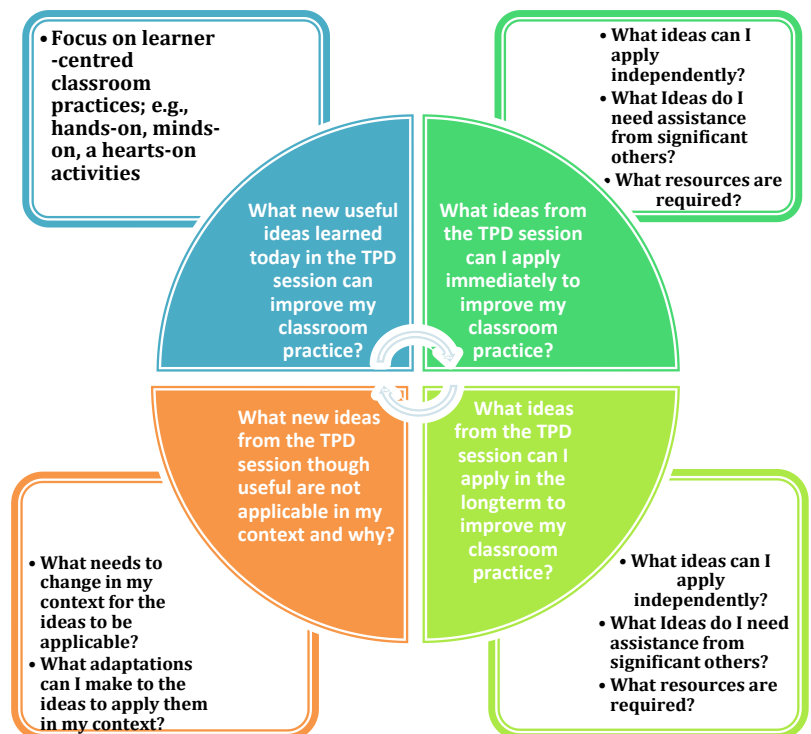 • Focus on learner
-centred
classroom
practices; e.g.,
hands-on, minds-
on, a hearts-on
activities
• What ideas can I
apply
independently?
• What Ideas do I
need assistance
from significant
others?
• What resources are
required?
What new useful
ideas learned
today in the TPD
session can
improve my
classroom
practice?
What ideas from
the TPD session
can I apply
immediately to
improve my
classroom
practice?
What new ideas
from the TPD
session though
useful are not
applicable in my
context and why?
What ideas
from the TPD
session can I
apply in the
longterm to
improve my
classroom
practice?
• What needs to
change in my
context for the
ideas to be
applicable?
• What adaptations
can I make to the
ideas to apply them
in my context?
• What ideas can I
apply
independently?
• What Ideas do I need
assistance from
significant others?
• What resources are
required?